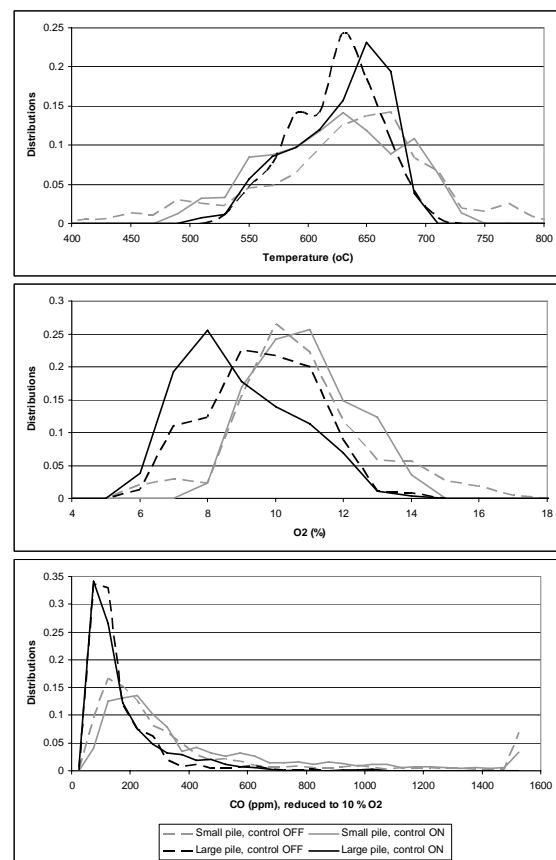 0.25
0.2
0.15
0.1
0.05
0
Distributions
400 450 500 550 600 650 700 750 800
Temperature (oC)
0.3
0.25
0.2
0.15
0.1
0.05
0
Distributions
4 6 8 10 12 14 16 18
O2 (%)
0.35
0.3
0.25
0.2
0.15
0.1
0.05
0
Distributions
0 200 400 600 800 1000 1200 1400 1600
CO (ppm), reduced to 10 % O2
Small pile, control OFF Small pile, control ON
Large pile, control OFF Large pile, control ON